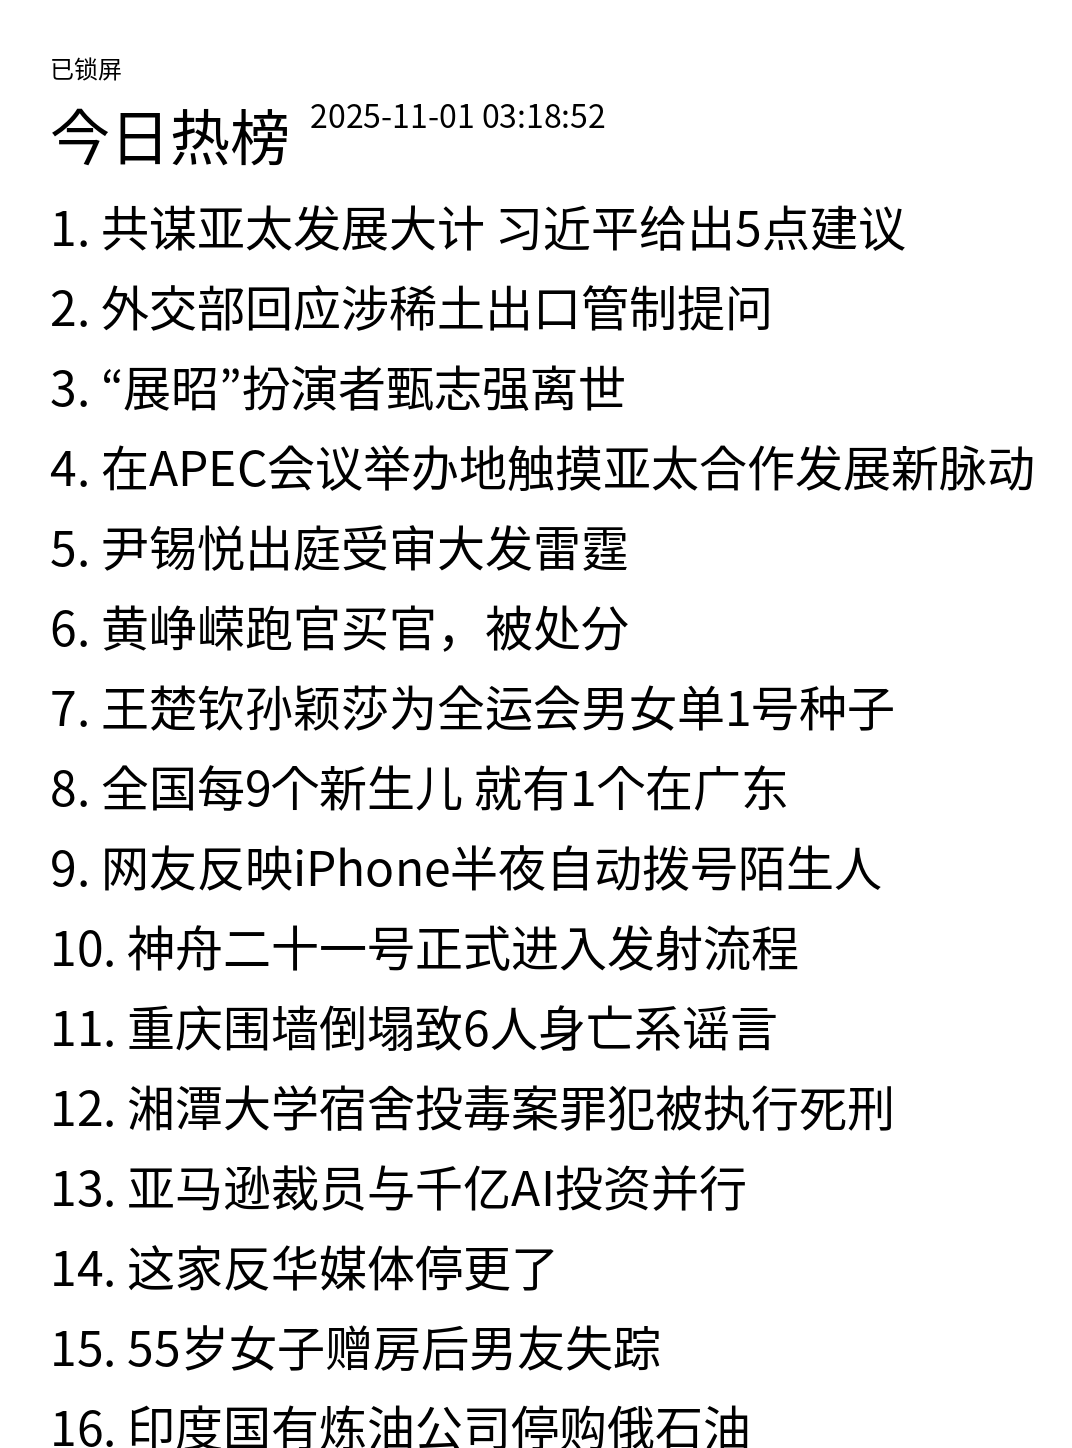 已锁屏
今日热榜 2025-11-01 03:18:52
1. 共谋亚太发展大计 习近平给出5点建议
2. 外交部回应涉稀土出口管制提问
3. “展昭”扮演者甄志强离世
4. 在APEC会议举办地触摸亚太合作发展新脉动
5. 尹锡悦出庭受审大发雷霆
6. 黄峥嵘跑官买官，被处分
7. 王楚钦孙颖莎为全运会男女单1号种子
8. 全国每9个新生儿 就有1个在广东
9. 网友反映iPhone半夜自动拨号陌生人
10. 神舟二十一号正式进入发射流程
11. 重庆围墙倒塌致6人身亡系谣言
12. 湘潭大学宿舍投毒案罪犯被执行死刑
13. 亚马逊裁员与千亿AI投资并行
14. 这家反华媒体停更了
15. 55岁女子赠房后男友失踪
16. 印度国有炼油公司停购俄石油